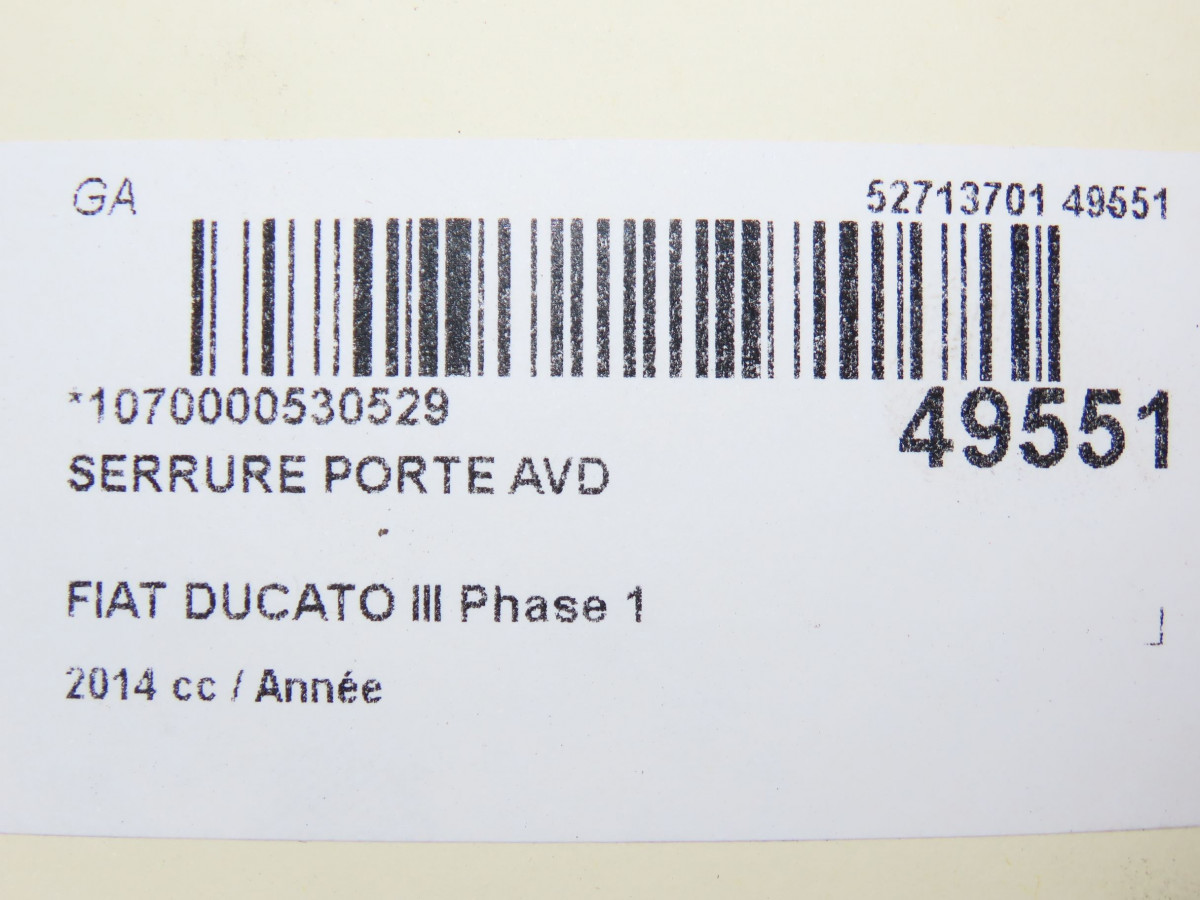 GA
52713701 49551
*1070000530529
49551
SERRURE PORTE AVD
FIAT DUCATO III Phase 1
2014 cc / Année